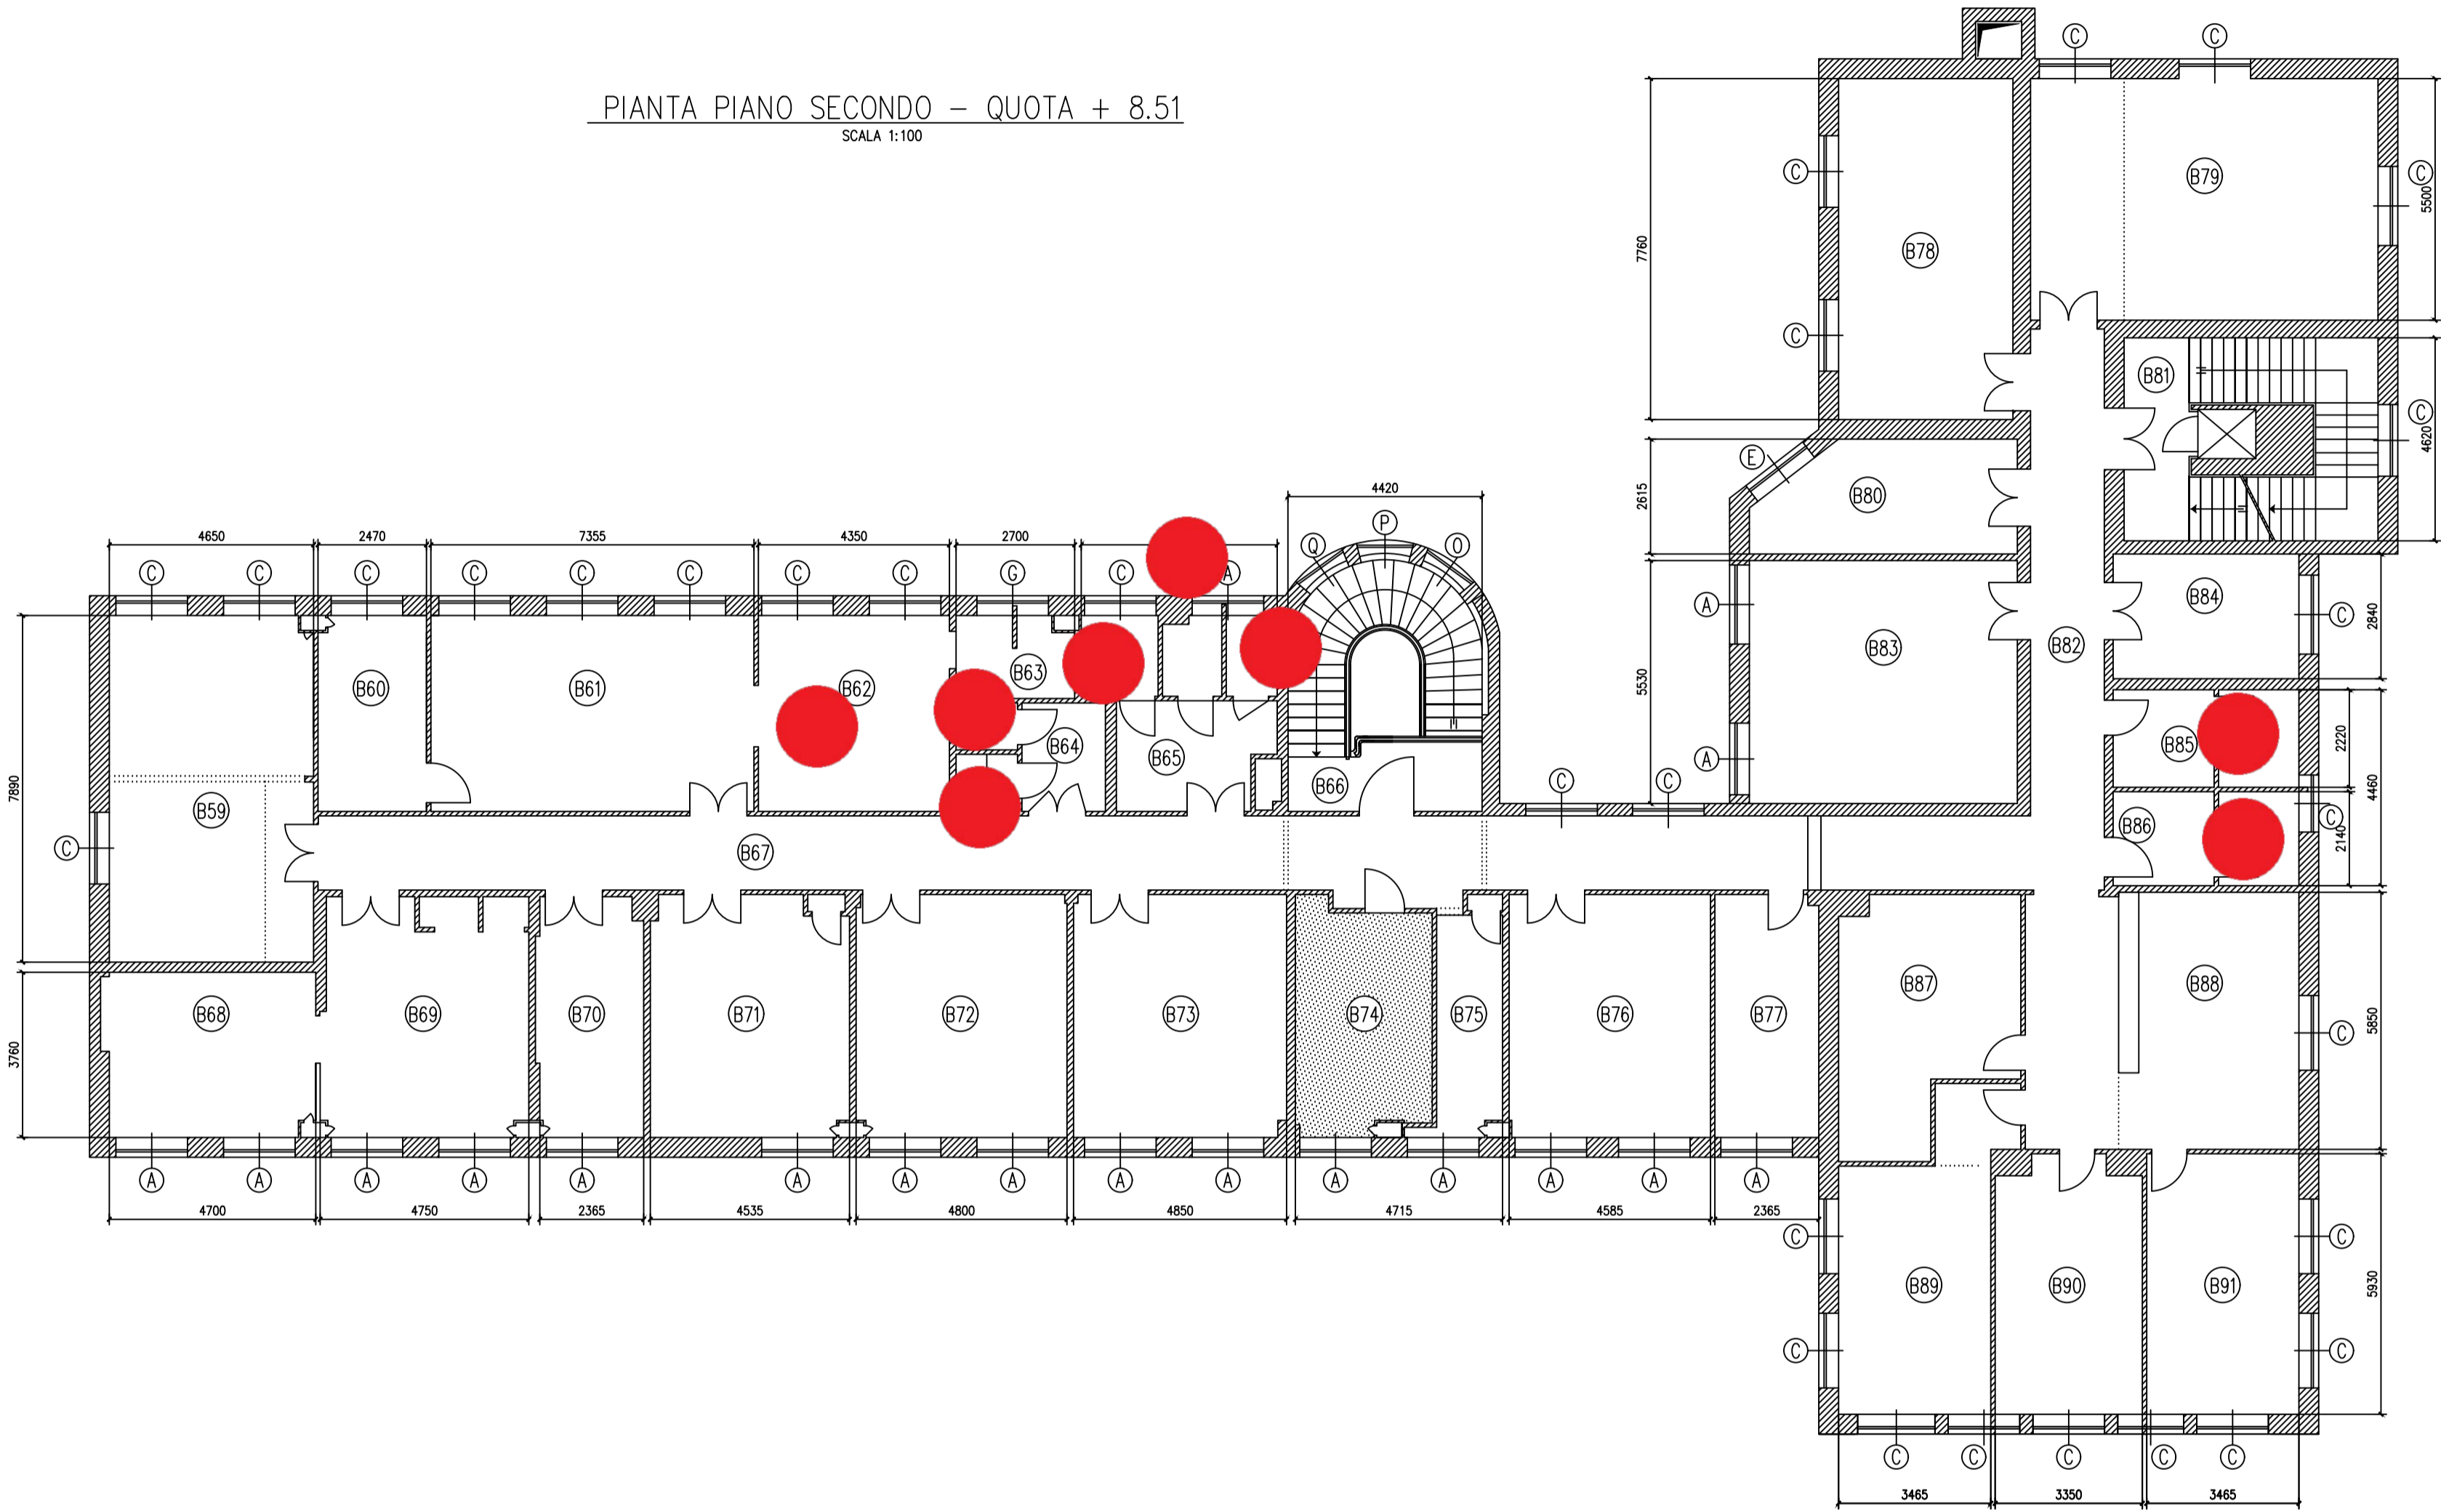 PIANTA PIANO SECONDO – QUOTA + 8.51
SCALA 1:100
C C
B79 C 5500
C B78 7760
C
B81
C 4620
E B80 2615
4420
Q P O
4650 2470 7355 4350 2700
C C C C C C C C G C A
A B83 5530
B84 C 2840
B82
B60 B61 B62 B63
B64 B65 B66
A
C C
B85 2220
4460
B86 C 2140
7890 B59
C B67
B68 B69 B70 B71 B72 B73 B74 B75 B76 B77
3760
B87 B88
C 5850
A A A A A A A A A A A A A A A
4700 4750 2365 4535 4800 4850 4715 4585 2365
C C
B89 B90 B91 5930
C C
C C C C C
3465 3350 3465